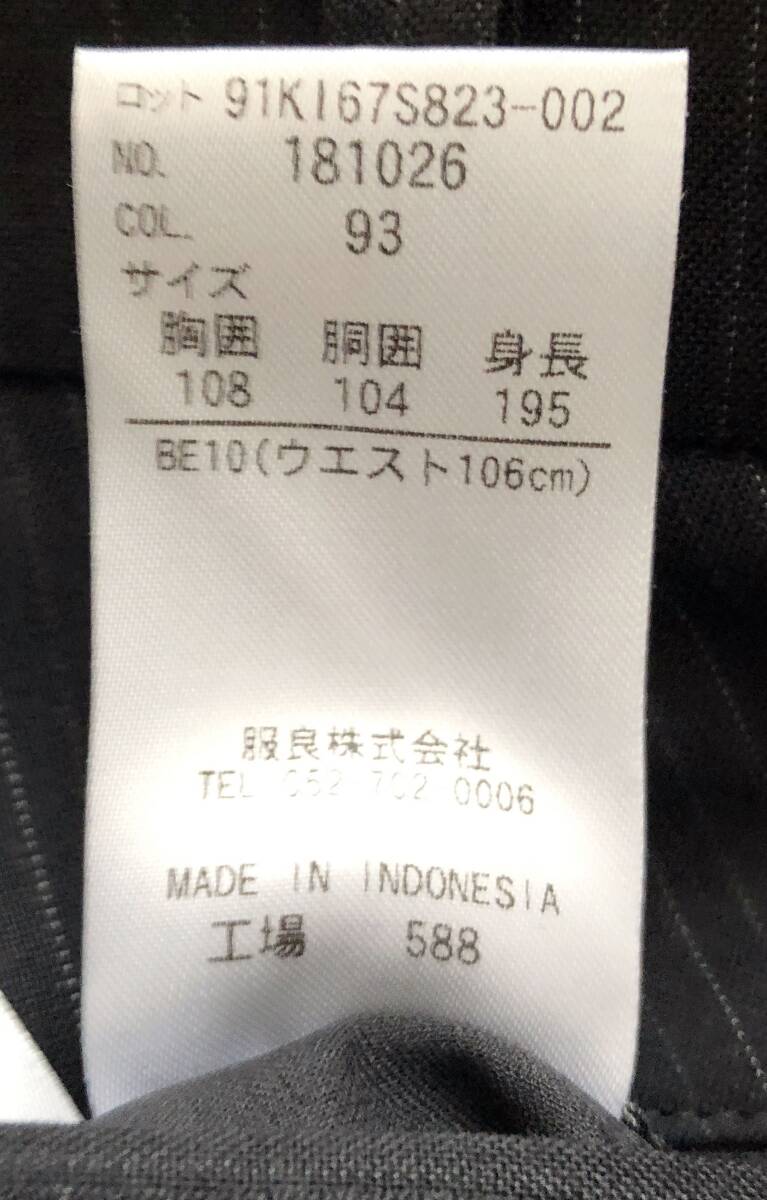 ロット 91KI67S823-002
NO. 181026
COL. 93
サイズ
胸囲 胴囲 身長
108 104 195
BE10(ウエスト106cm)
服良株式会社
TEL 052-702-0006
MADE IN INDONESIA
工場 588